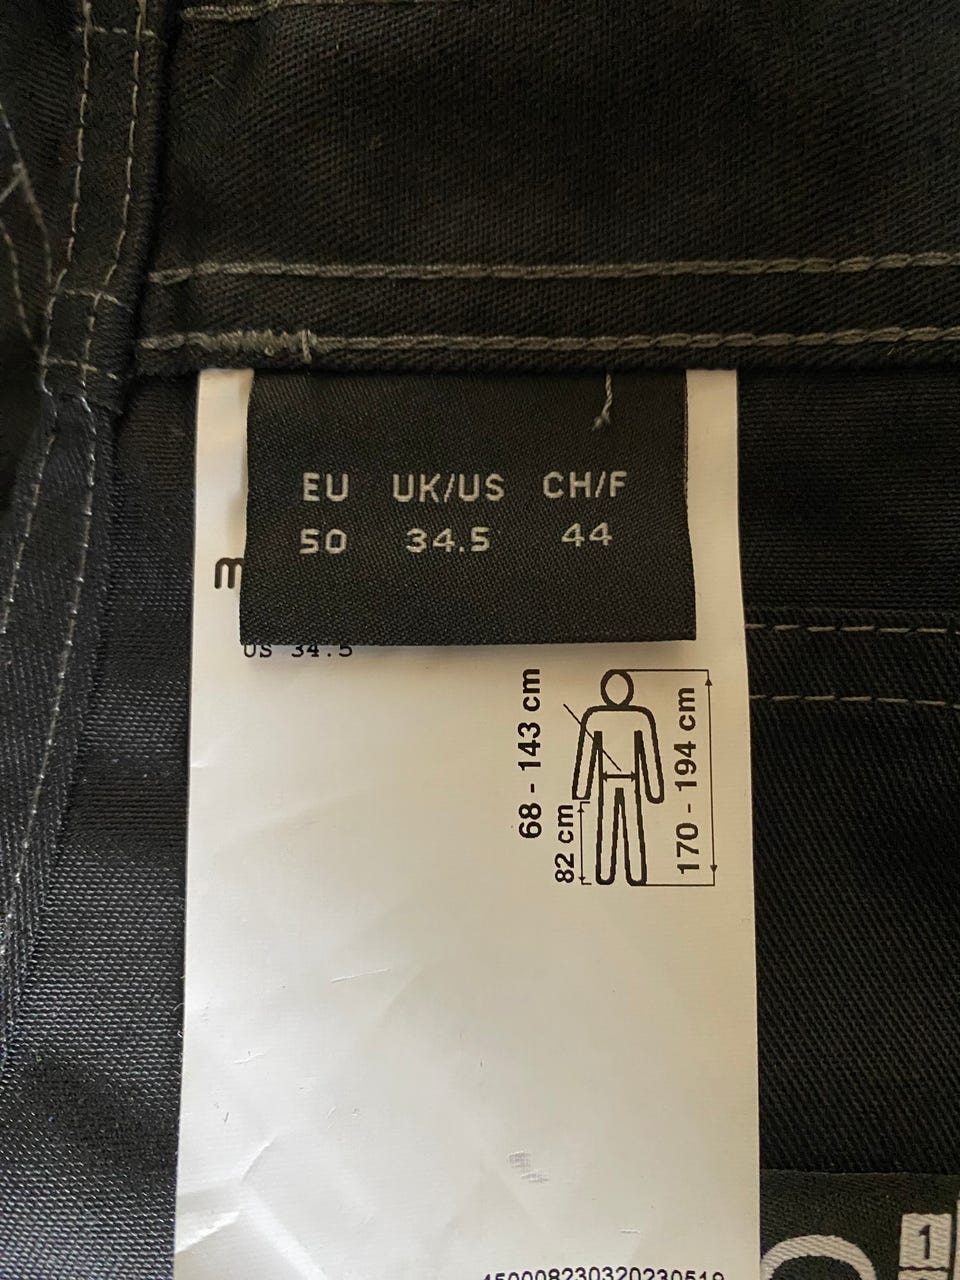 EU UK/US CH/F
50 34.5 44
US 34.5
68 - 143 cm
82 cm
170 - 194 cm
1